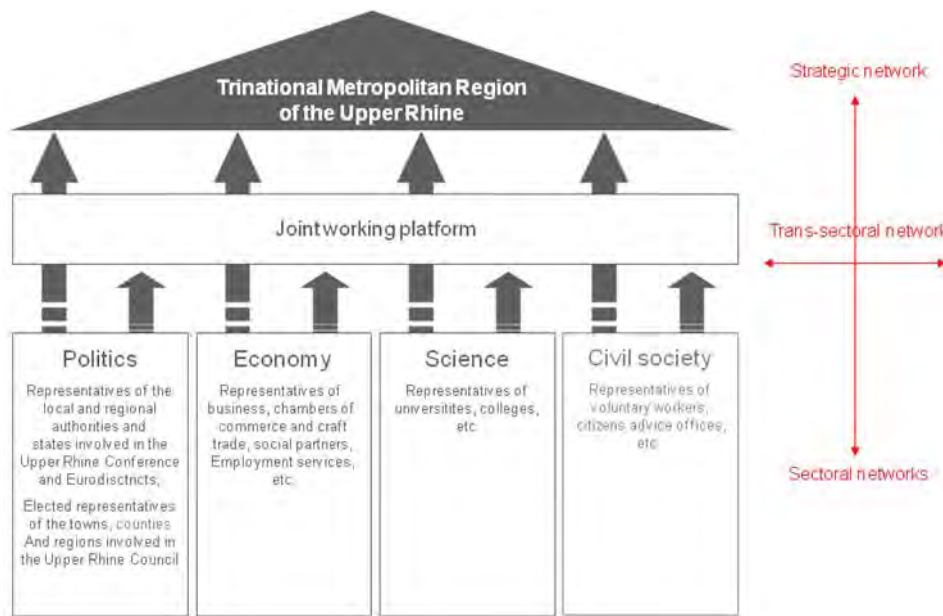 Trinational Metropolitan Region
of the Upper Rhine
Strategic network
Joint working platform
Trans-sectoral network
Politics
Representatives of the
local and regional
authorities and
states involved in the
Upper Rhine Conference
and Eurodisctncts,
Elected representatives
of the towns, counties
And regions involved in
the Upper Rhine Council
Economy
Representatives of
business, chambers of
commerce and craft
trade, social partners,
Employment services,
etc.
Science
Representatives of
universitites, colleges,
etc.
Civil society
Representatives of
voluntary workers,
citizens advice offices,
etc.
Sectoral networks